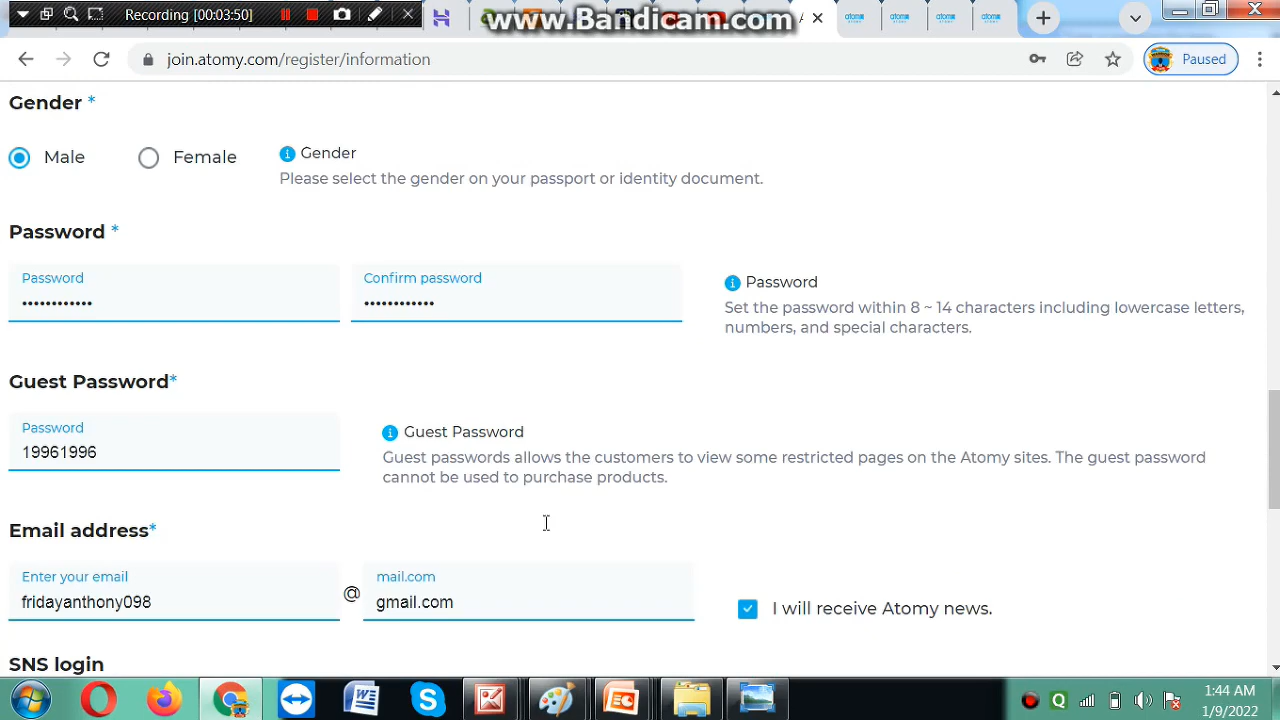 Recording [00:03:50]
www.Bandicam.com
join.atomy.com/register/information
Paused
Gender *
Male
Female
Gender
Please select the gender on your passport or identity document.
Password *
Password
••••••••••••
Confirm password
••••••••••••
Password
Set the password within 8 ~ 14 characters including lowercase letters,
numbers, and special characters.
Guest Password*
Password
19961996
Guest Password
Guest passwords allows the customers to view some restricted pages on the Atomy sites. The guest password
cannot be used to purchase products.
Email address*
Enter your email
fridayanthony098
@
mail.com
gmail.com
I will receive Atomy news.
SNS login
1:44 AM
1/9/2022